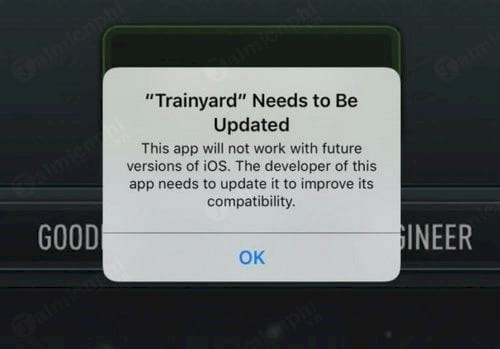 "Trainyard" Needs to Be
Updated
This app will not work with future
versions of iOS. The developer of this
app needs to update it to improve its
compatibility.
GOOD
GINEER
OK